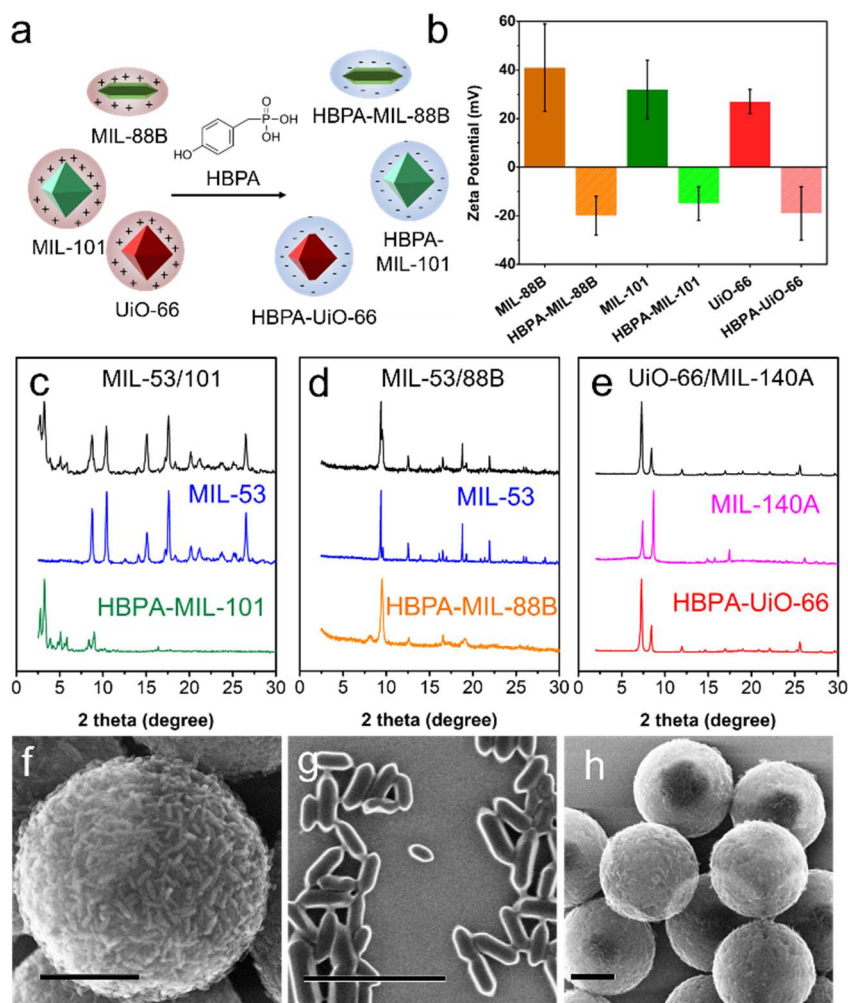 a
MIL-88B
MIL-101
UiO-66
O
P
OH
OH
HO
HBPA
HBPA-MIL-88B
HBPA-
MIL-101
HBPA-UiO-66
b
Zeta Potential (mV)
60
40
20
0
-20
-40
MIL-88B
HBPA-MIL-88B
MIL-101
HBPA-MIL-101
UiO-66
HBPA-UiO-66
c
MIL-53/101
MIL-53
HBPA-MIL-101
0 5 10 15 20 25 30
2 theta (degree)
d
MIL-53/88B
MIL-53
HBPA-MIL-88B
0 5 10 15 20 25 30
2 theta (degree)
e
UiO-66/MIL-140A
MIL-140A
HBPA-UiO-66
0 5 10 15 20 25 30
2 theta (degree)
f
g
h